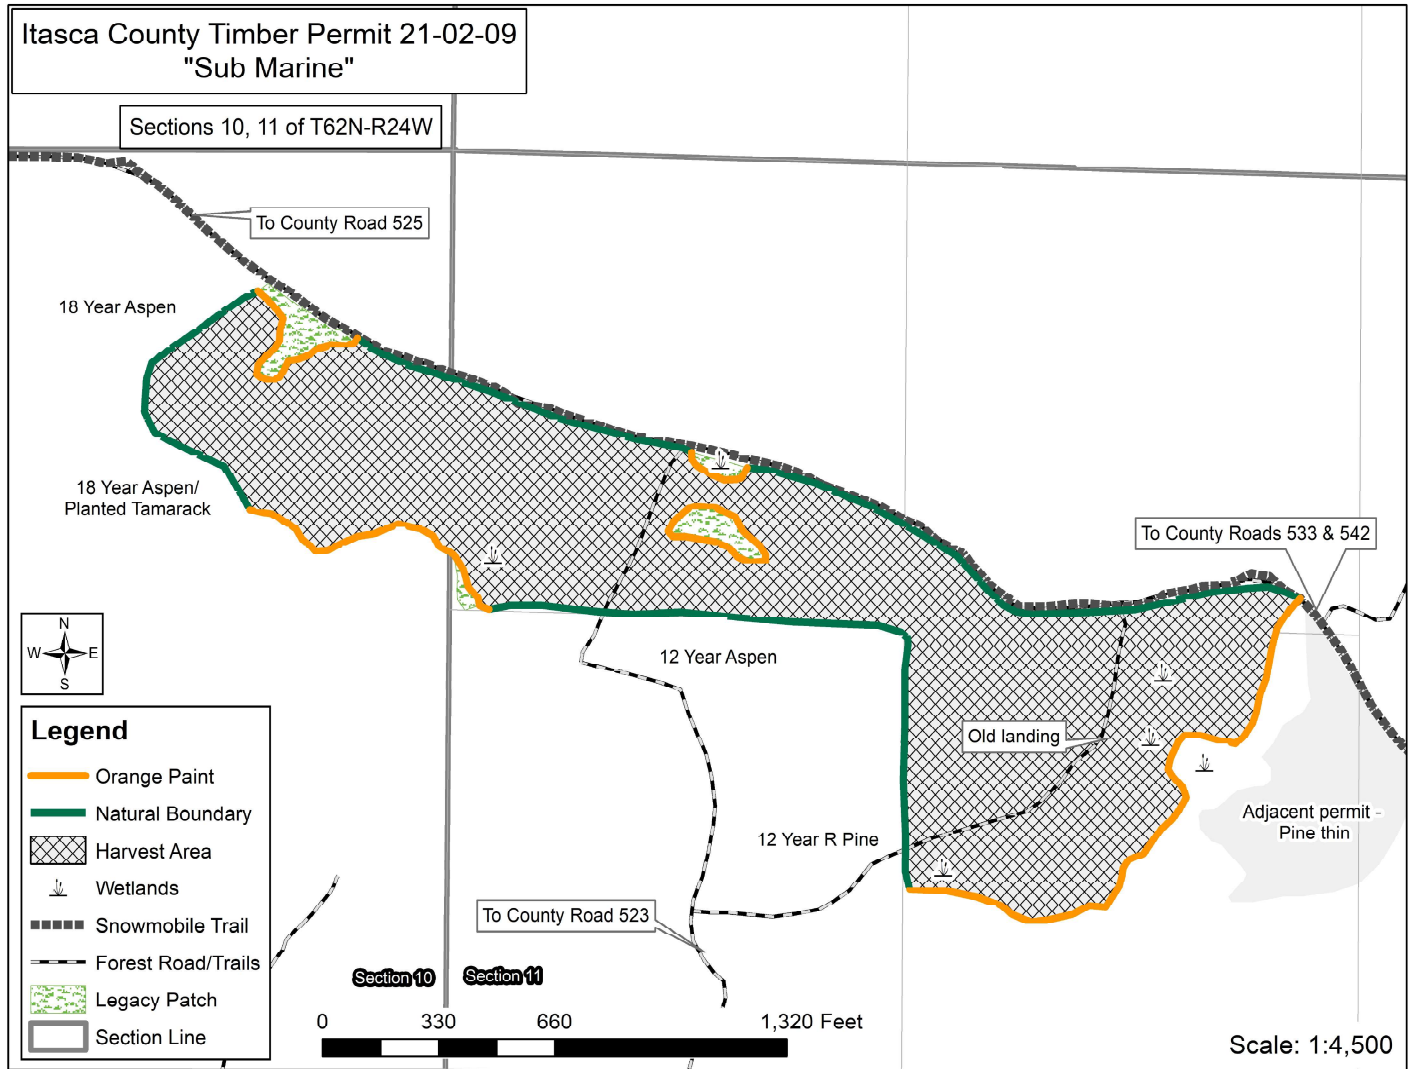 Itasca County Timber Permit 21-02-09
"Sub Marine"
Sections 10, 11 of T62N-R24W
To County Road 525
18 Year Aspen
18 Year Aspen/
Planted Tamarack
To County Roads 533 & 542
N
W
E
S
12 Year Aspen
Old landing
Adjacent permit -
Pine thin
12 Year R Pine
To County Road 523
Section 10
Section 11
Legend
Orange Paint
Natural Boundary
Harvest Area
Wetlands
Snowmobile Trail
Forest Road/Trails
Legacy Patch
Section Line
0
330
660
1,320 Feet
Scale: 1:4,500